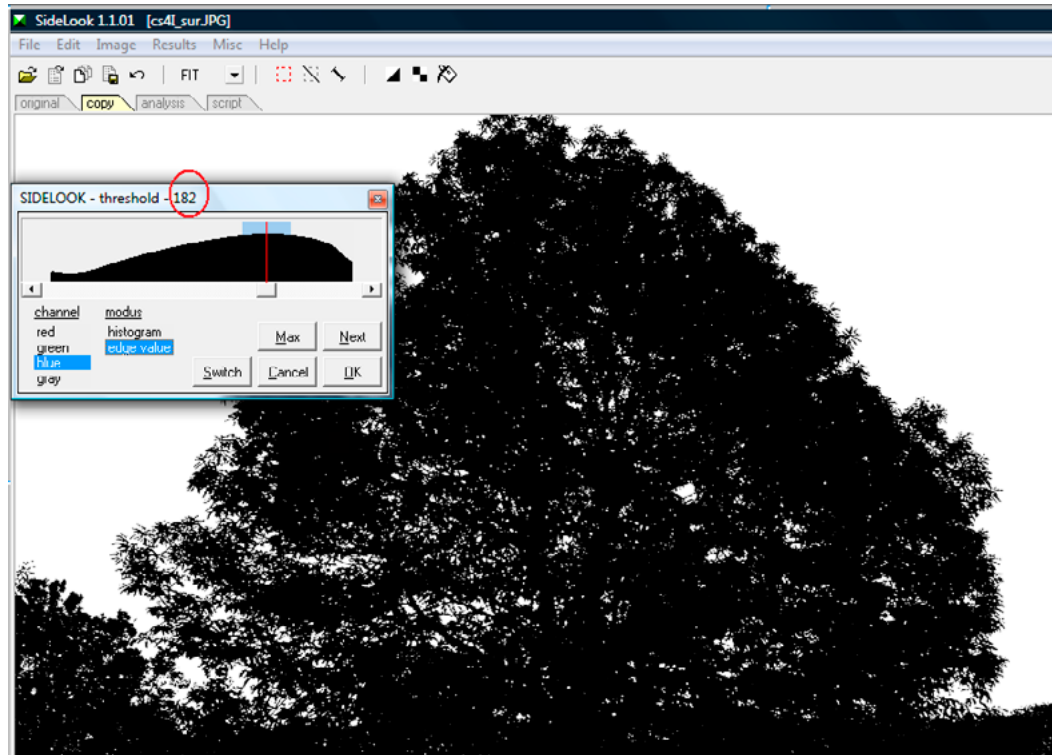 SideLook 1.1.01 [cs4I_sur.JPG]
File Edit Image Results Misc Help
FIT
original copy analysis script
SIDELOOK - threshold - 182
channel modus
red histogram
green edge value
blue
gray
Max Next
Switch Cancel OK